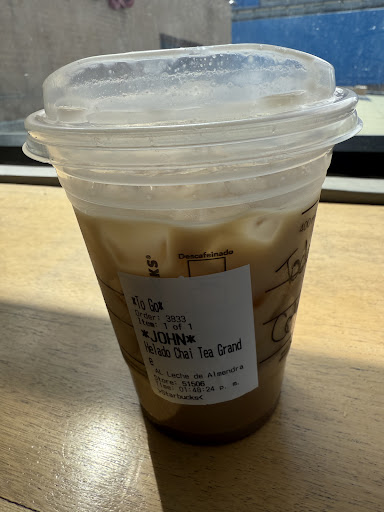 Descafeinado
KS®
*To Go*
Order: 3833
Item: 1 of 1
*JOHN*
Helado Chai Tea Grand
e
AL Leche de Almendra
Store: 51506
Time: 01:46:24 p. m.
>Starbucks<